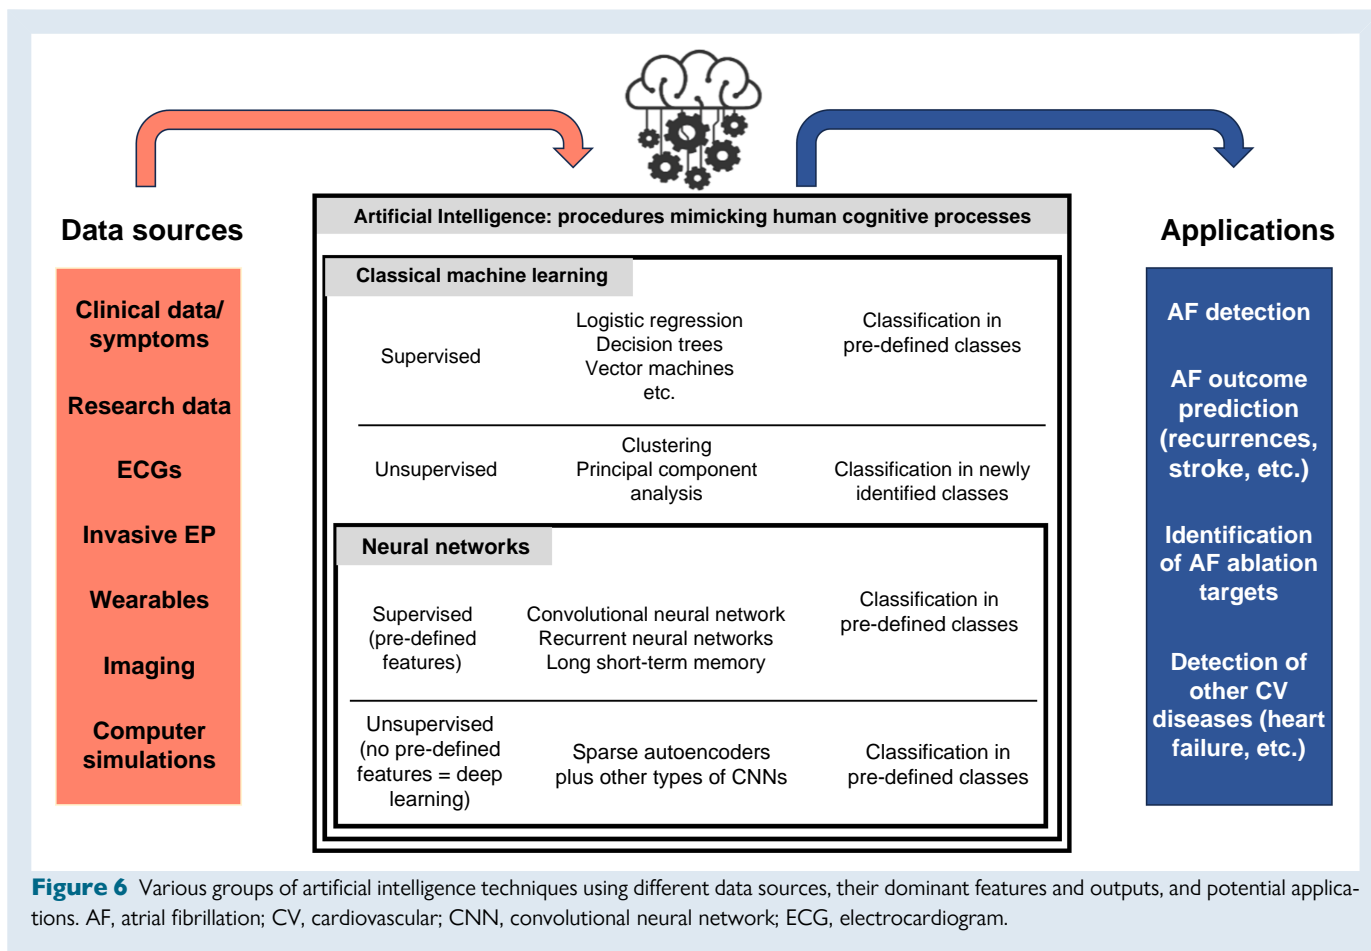 Data sources
Clinical data/
symptoms
Research data
ECGs
Invasive EP
Wearables
Imaging
Computer
simulations
Artificial Intelligence: procedures mimicking human cognitive processes
Classical machine learning
Supervised
Logistic regression
Decision trees
Vector machines
etc.
Classification in
pre-defined classes
Unsupervised
Clustering
Principal component
analysis
Classification in newly
identified classes
Neural networks
Supervised
(pre-defined
features)
Convolutional neural network
Recurrent neural networks
Long short-term memory
Classification in
pre-defined classes
Unsupervised
(no pre-defined
features = deep
learning)
Sparse autoencoders
plus other types of CNNs
Classification in
pre-defined classes
Applications
AF detection
AF outcome
prediction
(recurrences,
stroke, etc.)
Identification
of AF ablation
targets
Detection of
other CV
diseases (heart
failure, etc.)
Figure 6 Various groups of artificial intelligence techniques using different data sources, their dominant features and outputs, and potential applica-
tions. AF, atrial fibrillation; CV, cardiovascular; CNN, convolutional neural network; ECG, electrocardiogram.